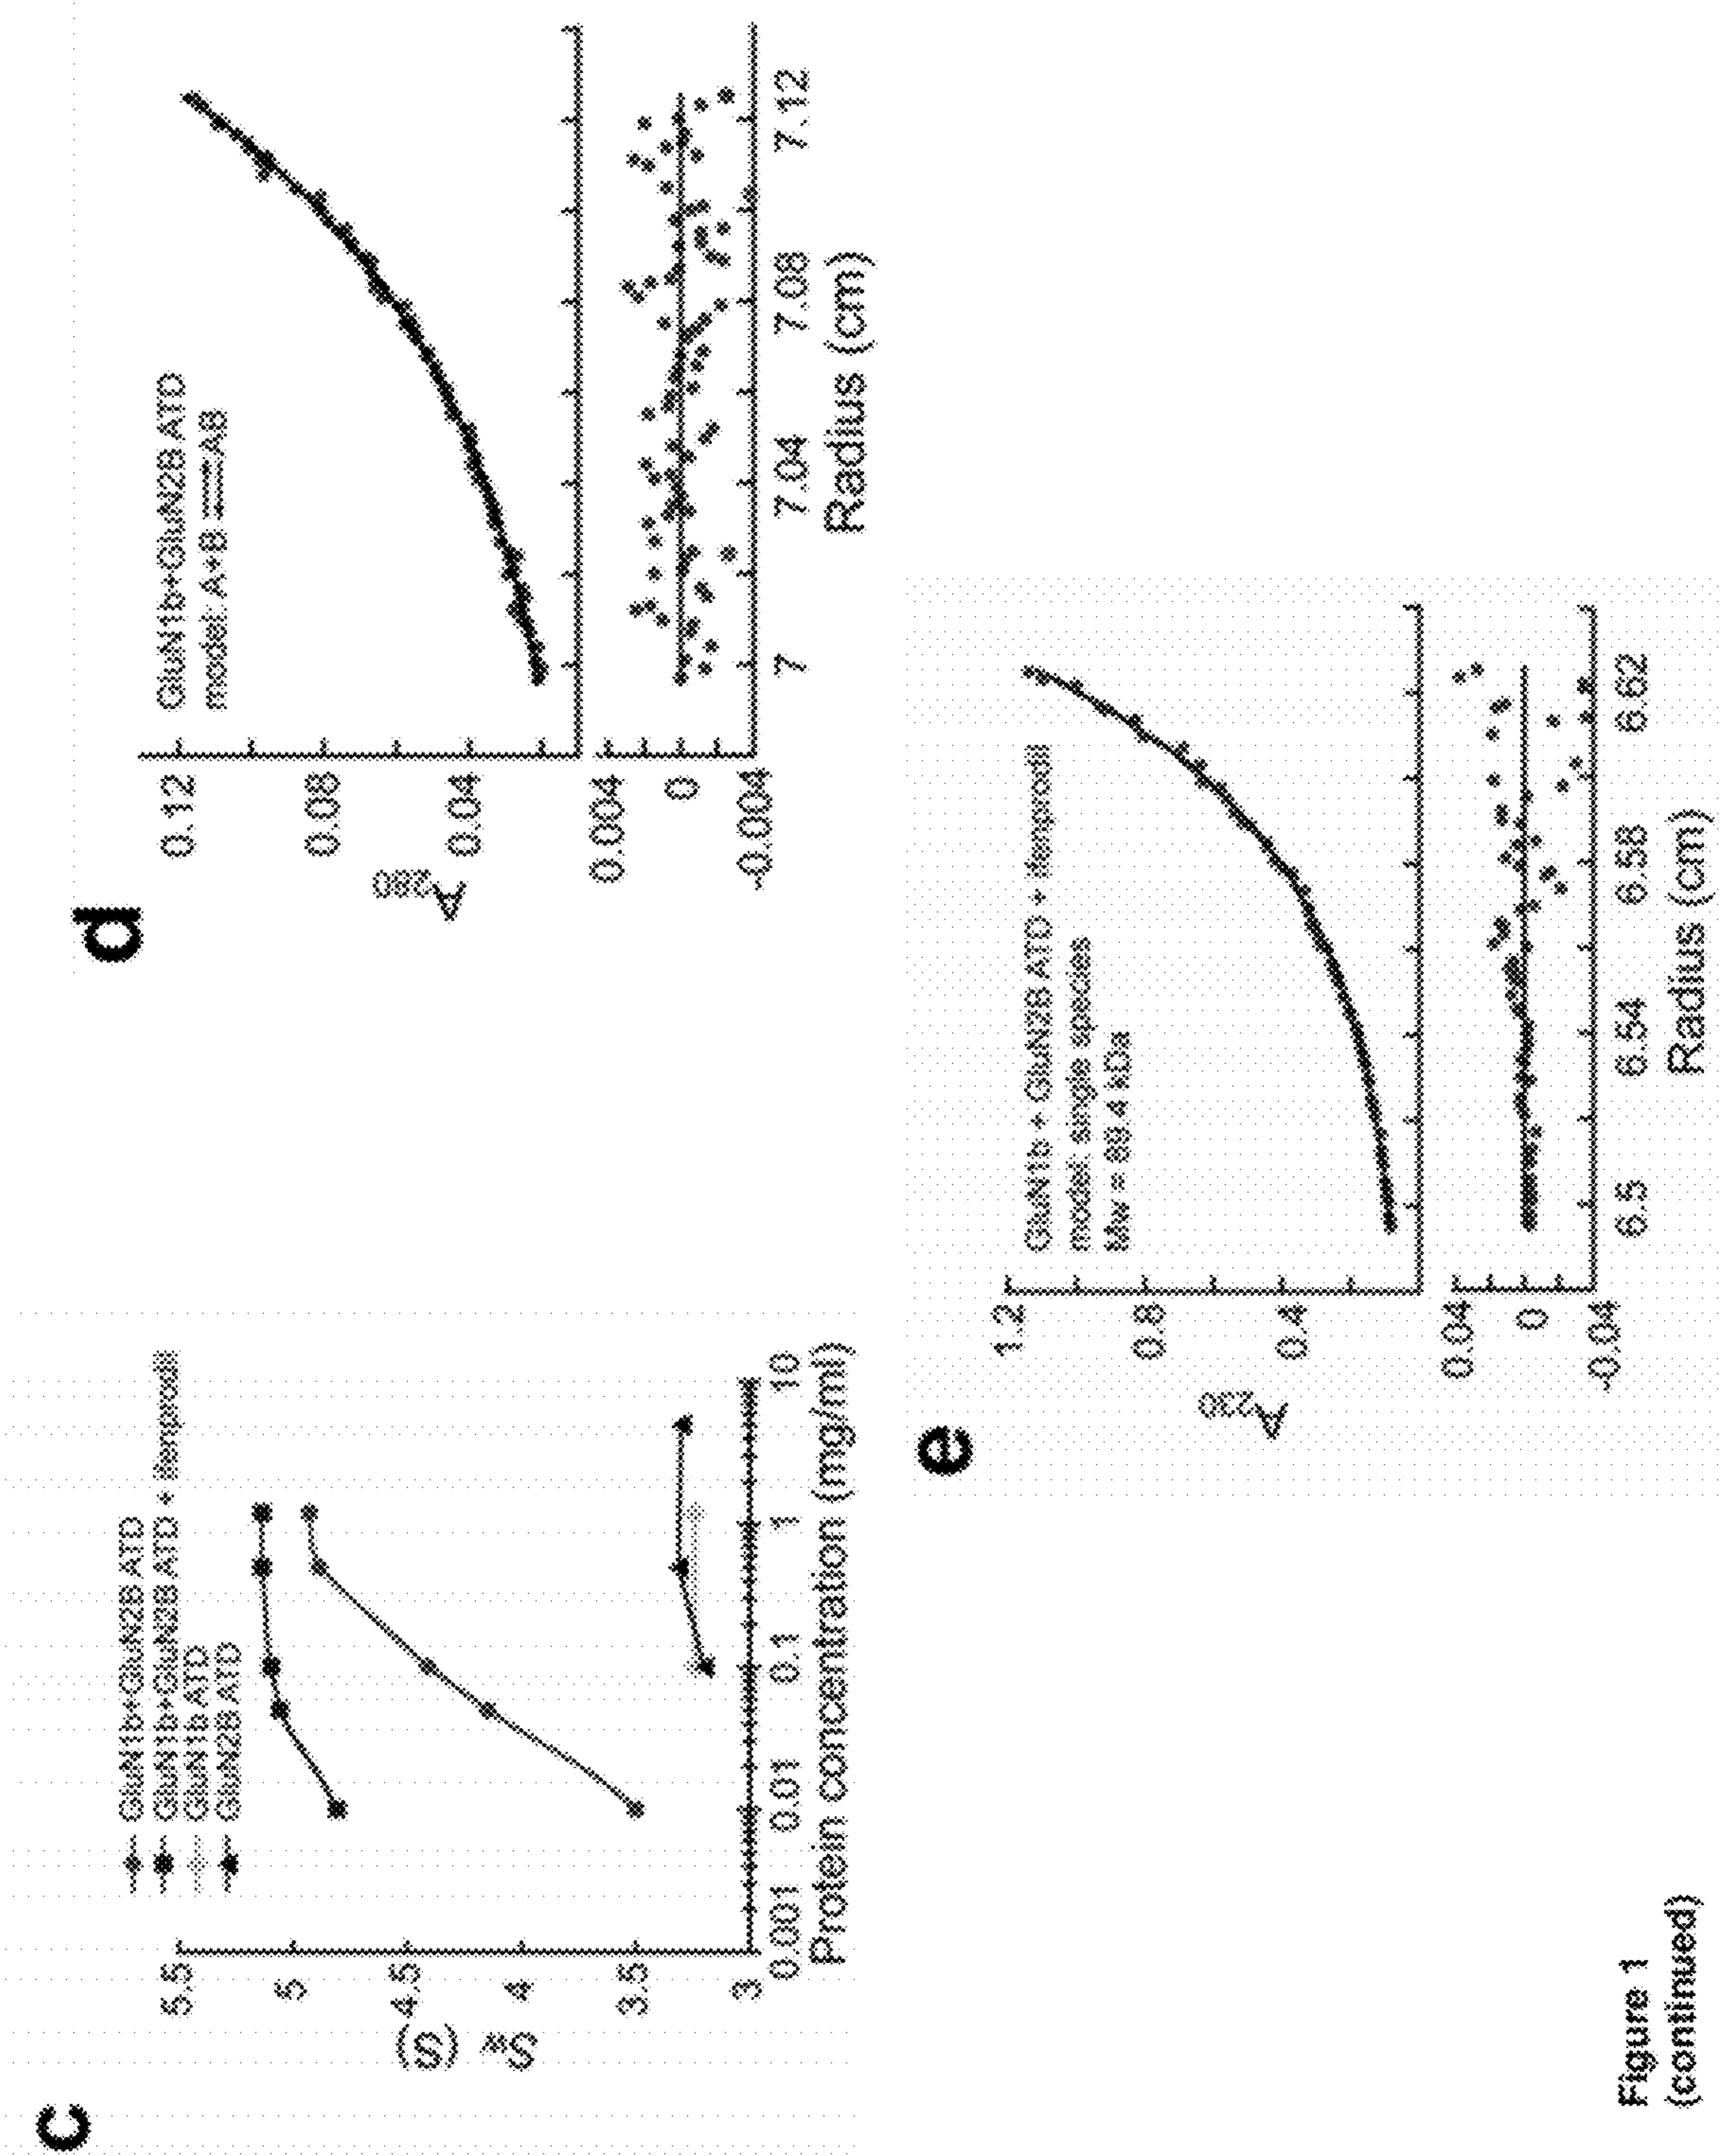 c
GluN1b+GluN2B ATD
GluN1b+GluN2B ATD + ifenprodil
GluN1b ATD
GluN2B ATD
5.5
5
4.5
4
3.5
3
Sw (S)
0.001 0.01 0.1 1 10
Protein concentration (mg/ml)
d
GluN1b+GluN2B ATD
model: A+B ══AB
0.12
0.08
0.04
A280
0.004
0
-0.004
7 7.04 7.08 7.12
Radius (cm)
e
GluN1b + GluN2B ATD + ifenprodil
model: single species
Mw = 89.4 kDa
1.2
0.8
0.4
A230
0.04
0
-0.04
6.5 6.54 6.58 6.62
Radius (cm)
Figure 1
(continued)